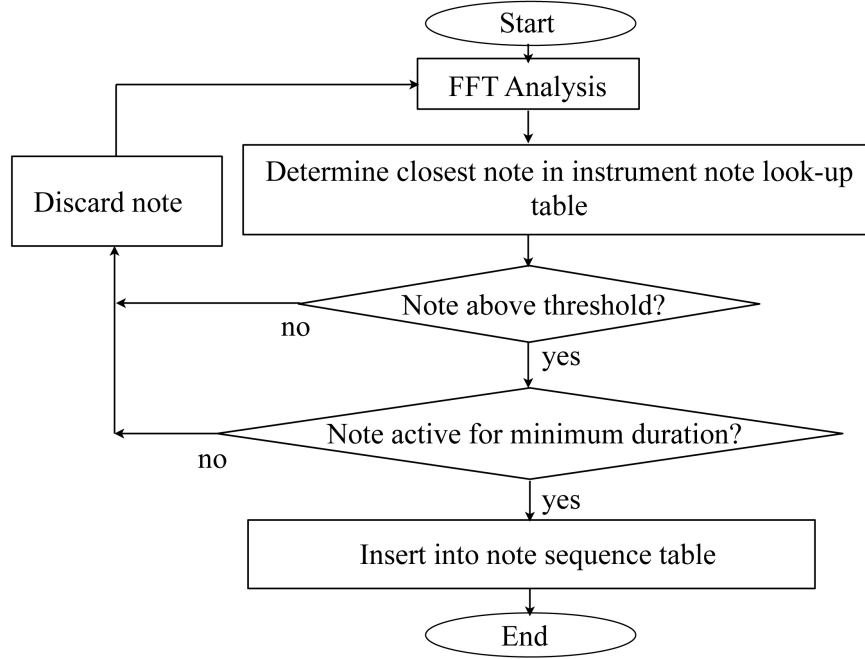 Start
FFT Analysis
Determine closest note in instrument note look-up
table
Discard note
Note above threshold?
no
yes
Note active for minimum duration?
no
yes
Insert into note sequence table
End